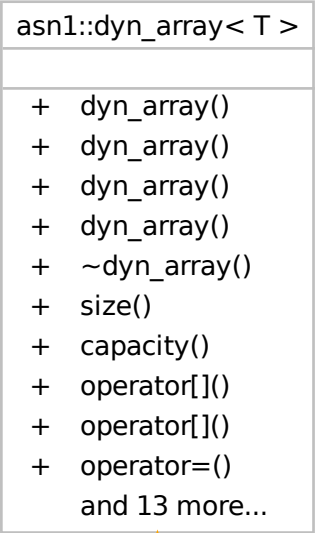 asn1::dyn_array< T >
+ dyn_array()
+ dyn_array()
+ dyn_array()
+ dyn_array()
+ ~dyn_array()
+ size()
+ capacity()
+ operator[]()
+ operator[]()
+ operator=()
and 13 more...